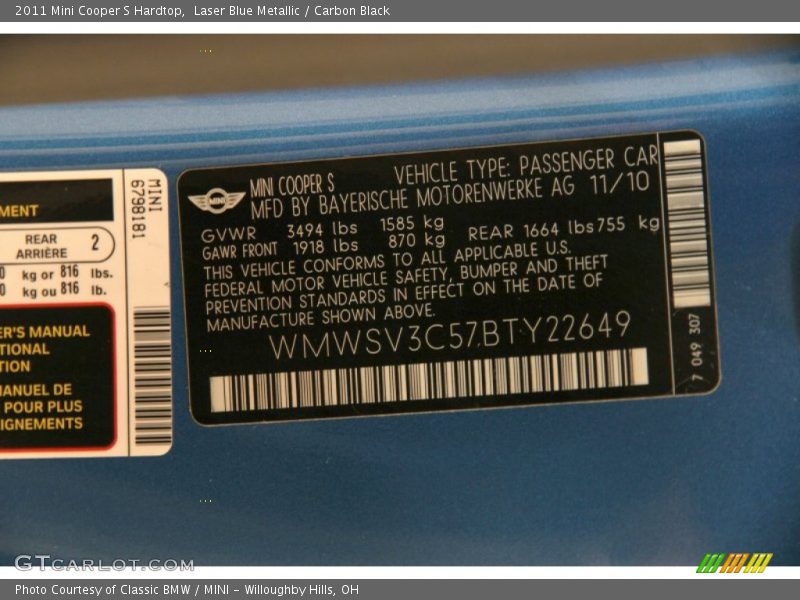 2011 Mini Cooper S Hardtop,  Laser Blue Metallic / Carbon Black
MENT
REAR
ARRIÈRE
2
0 kg or 816 lbs.
0 kg ou 816 lb.
ER'S MANUAL
TIONAL
TION
MANUEL DE
POUR PLUS
IGNEMENTS
MINI
6798181
MINI
MINI COOPER S VEHICLE TYPE: PASSENGER CAR
MFD BY BAYERISCHE MOTORENWERKE AG 11/10
GVWR 3494 lbs 1585 kg
GAWR FRONT 1918 lbs 870 kg REAR 1664 lbs 755 kg
THIS VEHICLE CONFORMS TO ALL APPLICABLE U.S.
FEDERAL MOTOR VEHICLE SAFETY, BUMPER AND THEFT
PREVENTION STANDARDS IN EFFECT ON THE DATE OF
MANUFACTURE SHOWN ABOVE.
WMWSV3C57BTY22649
7 049 307
GTCARLOT.COM
Photo Courtesy of Classic BMW / MINI - Willoughby Hills, OH